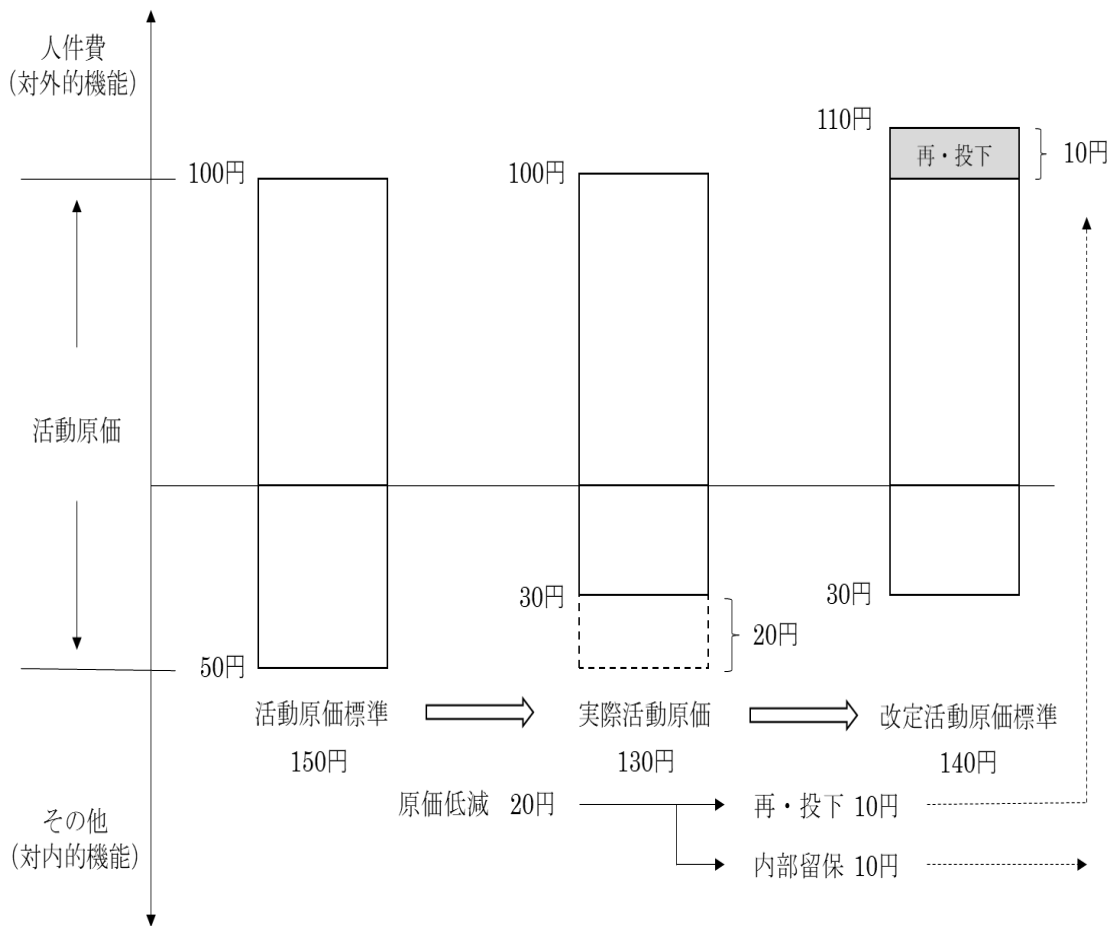 人件費
(対外的機能)
110円
再・投下
10円
100円
100円
活動原価
30円
30円
20円
50円
活動原価標準
実際活動原価
改定活動原価標準
150円
130円
140円
原価低減 20円
再・投下 10円
その他
(対内的機能)
内部留保 10円